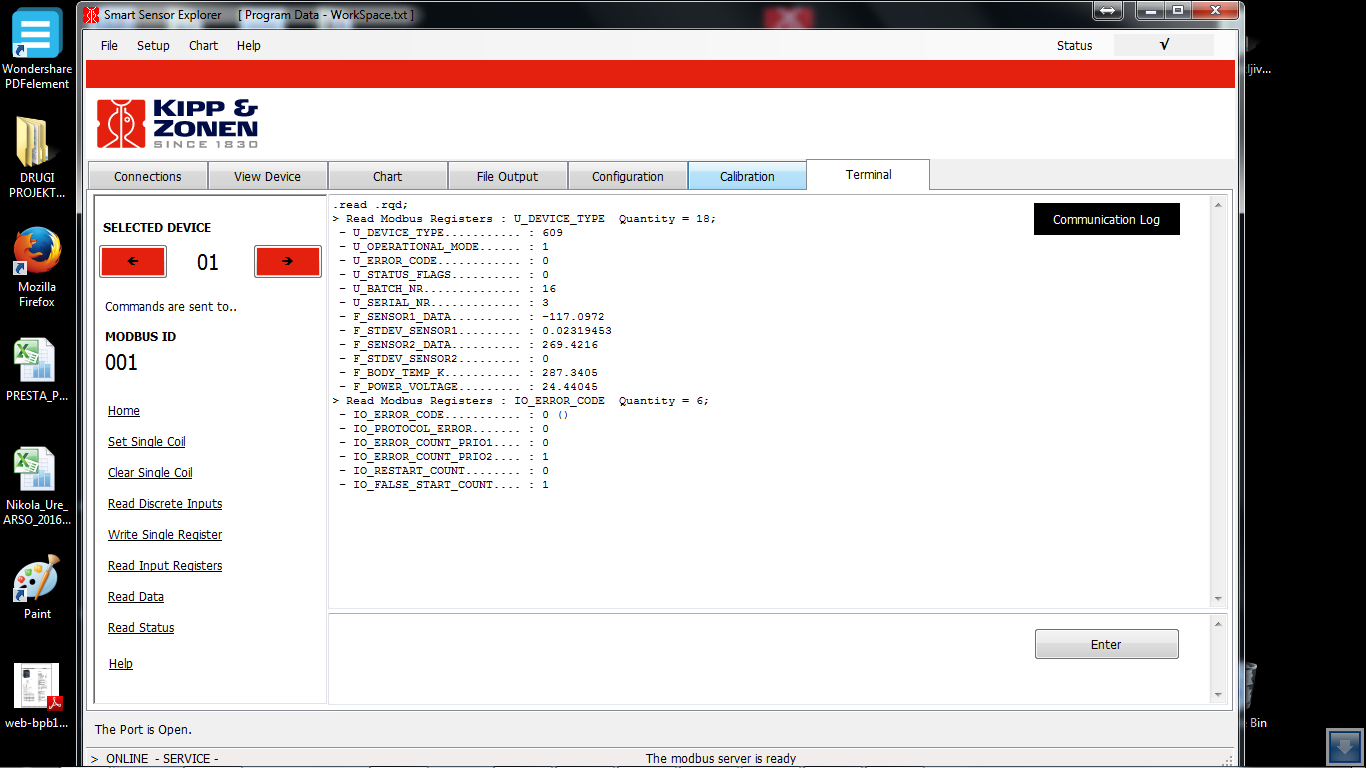 Smart Sensor Explorer [ Program Data - WorkSpace.txt ]
File Setup Chart Help Status √
KIPP &
ZONEN
SINCE 1830
Connections View Device Chart File Output Configuration Calibration Terminal
SELECTED DEVICE
01
Commands are sent to..
MODBUS ID
001
Home
Set Single Coil
Clear Single Coil
Read Discrete Inputs
Write Single Register
Read Input Registers
Read Data
Read Status
Help
.read .rqd;
> Read Modbus Registers : U_DEVICE_TYPE Quantity = 18;
- U_DEVICE_TYPE........... : 609
- U_OPERATIONAL_MODE...... : 1
- U_ERROR_CODE............ : 0
- U_STATUS_FLAGS.......... : 0
- U_BATCH_NR.............. : 16
- U_SERIAL_NR............. : 3
- F_SENSOR1_DATA.......... : -117.0972
- F_STDEV_SENSOR1......... : 0.02319453
- F_SENSOR2_DATA.......... : 269.4216
- F_STDEV_SENSOR2......... : 0
- F_BODY_TEMP_K........... : 287.3405
- F_POWER_VOLTAGE......... : 24.44045
> Read Modbus Registers : IO_ERROR_CODE Quantity = 6;
- IO_ERROR_CODE........... : 0 ()
- IO_PROTOCOL_ERROR....... : 0
- IO_ERROR_COUNT_PRIO1.... : 0
- IO_ERROR_COUNT_PRIO2.... : 1
- IO_RESTART_COUNT........ : 0
- IO_FALSE_START_COUNT.... : 1
Communication Log
Enter
The Port is Open.
> ONLINE - SERVICE - The modbus server is ready
Wondershare
PDFelement
DRUGI
PROJEKT...
Mozilla
Firefox
PRESTA_P...
Nikola_Ure_
ARSO_2016...
Paint
web-bpb1...
Bin